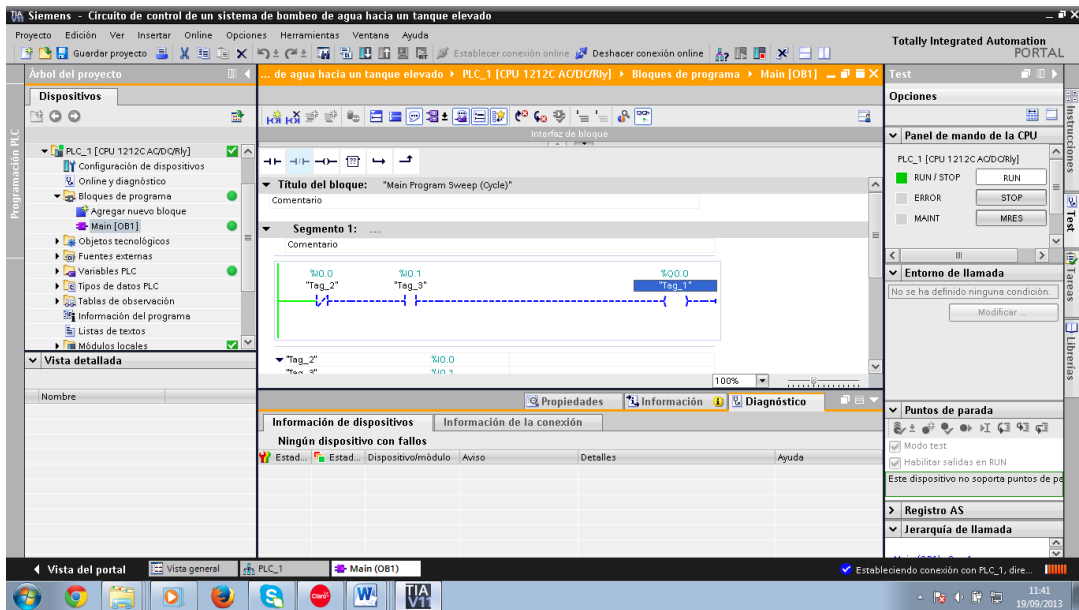 Siemens - Circuito de control de un sistema de bombeo de agua hacia un tanque elevado
Proyecto Edición Ver Insertar Online Opciones Herramientas Ventana Ayuda
Guardar proyecto
Establecer conexión online
Deshacer conexión online
Totally Integrated Automation
PORTAL
Árbol del proyecto
... de agua hacia un tanque elevado PLC_1 [CPU 1212C AC/DC/Rly] Bloques de programa Main [OB1]
Test
Dispositivos
Opciones
Programación PLC
Interfaz de bloque
PLC_1 [CPU 1212C AC/DC/Rly]
Configuración de dispositivos
Online y diagnóstico
Bloques de programa
Agregar nuevo bloque
Main [OB1]
Objetos tecnológicos
Fuentes externas
Variables PLC
Tipos de datos PLC
Tablas de observación
Información del programa
Listas de textos
Módulos locales
Título del bloque: "Main Program Sweep (Cycle)"
Comentario
Segmento 1: .....
Comentario
%I0.0 %I0.1 %Q0.0
"Tag_2" "Tag_3" "Tag_1"
"Tag_2" %I0.0
"Tag_3" %I0.1
100%
Panel de mando de la CPU
PLC_1 [CPU 1212C AC/DC/Rly]
RUN / STOP RUN
ERROR STOP
MAINT MRES
Entorno de llamada
No se ha definido ninguna condición.
Modificar ...
Instrucciones
Test
Tareas
Librerías
Vista detallada
Nombre
Propiedades Información Diagnóstico
Información de dispositivos Información de la conexión
Ningún dispositivo con fallos
Estad... Estad... Dispositivo/módulo Aviso Detalles Ayuda
Puntos de parada
Modo test
Habilitar salidas en RUN
Este dispositivo no soporta puntos de pa
Registro AS
Jerarquía de llamada
Vista del portal Vista general PLC_1 Main (OB1)
Estableciendo conexión con PLC_1, dire...
Claro
W
TIA
V11
11:41
19/09/2013